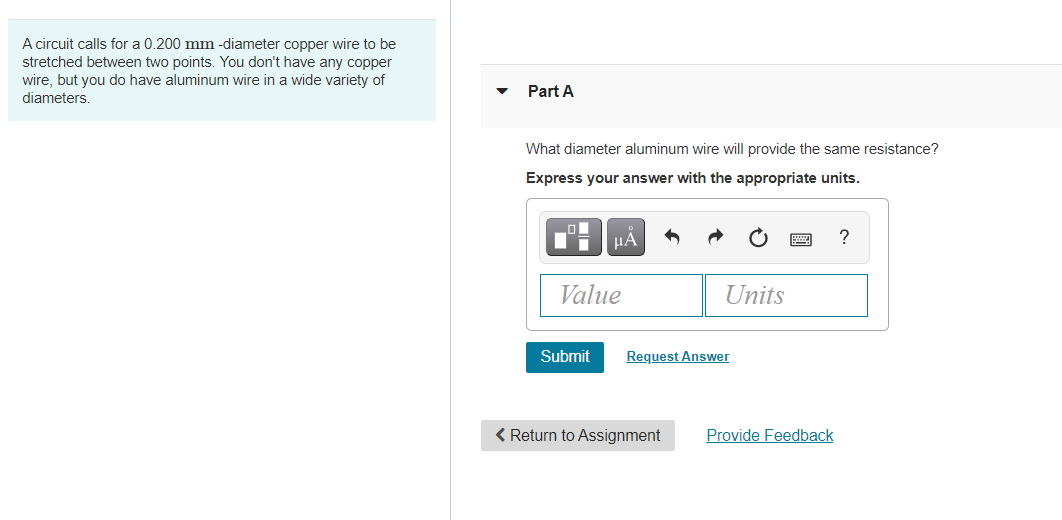 A circuit calls for a 0.200 mm -diameter copper wire to be
stretched between two points. You don't have any copper
wire, but you do have aluminum wire in a wide variety of
diameters.
Part A
What diameter aluminum wire will provide the same resistance?
Express your answer with the appropriate units.
μÅ
?
Value
Units
Submit
Request Answer
Return to Assignment
Provide Feedback